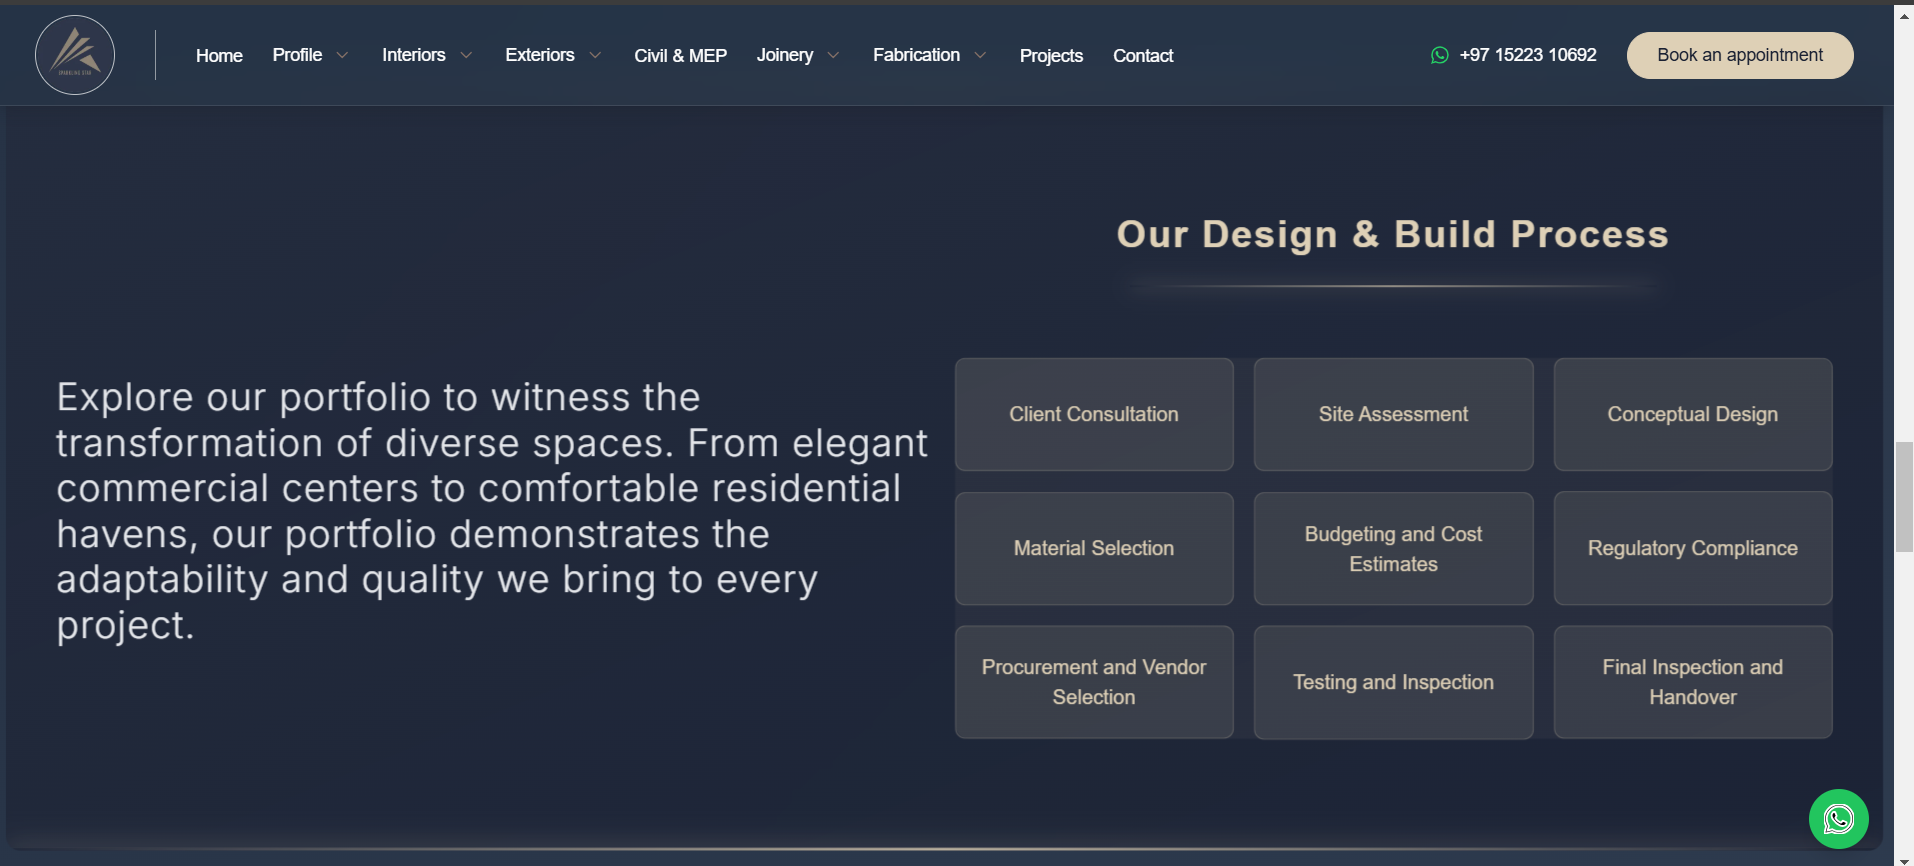 SPARKLING STAR
Home
Profile
Interiors
Exteriors
Civil & MEP
Joinery
Fabrication
Projects
Contact
+97 15223 10692
Book an appointment
Explore our portfolio to witness the
transformation of diverse spaces. From elegant
commercial centers to comfortable residential
havens, our portfolio demonstrates the
adaptability and quality we bring to every
project.
Our Design & Build Process
Client Consultation
Site Assessment
Conceptual Design
Material Selection
Budgeting and Cost
Estimates
Regulatory Compliance
Procurement and Vendor
Selection
Testing and Inspection
Final Inspection and
Handover